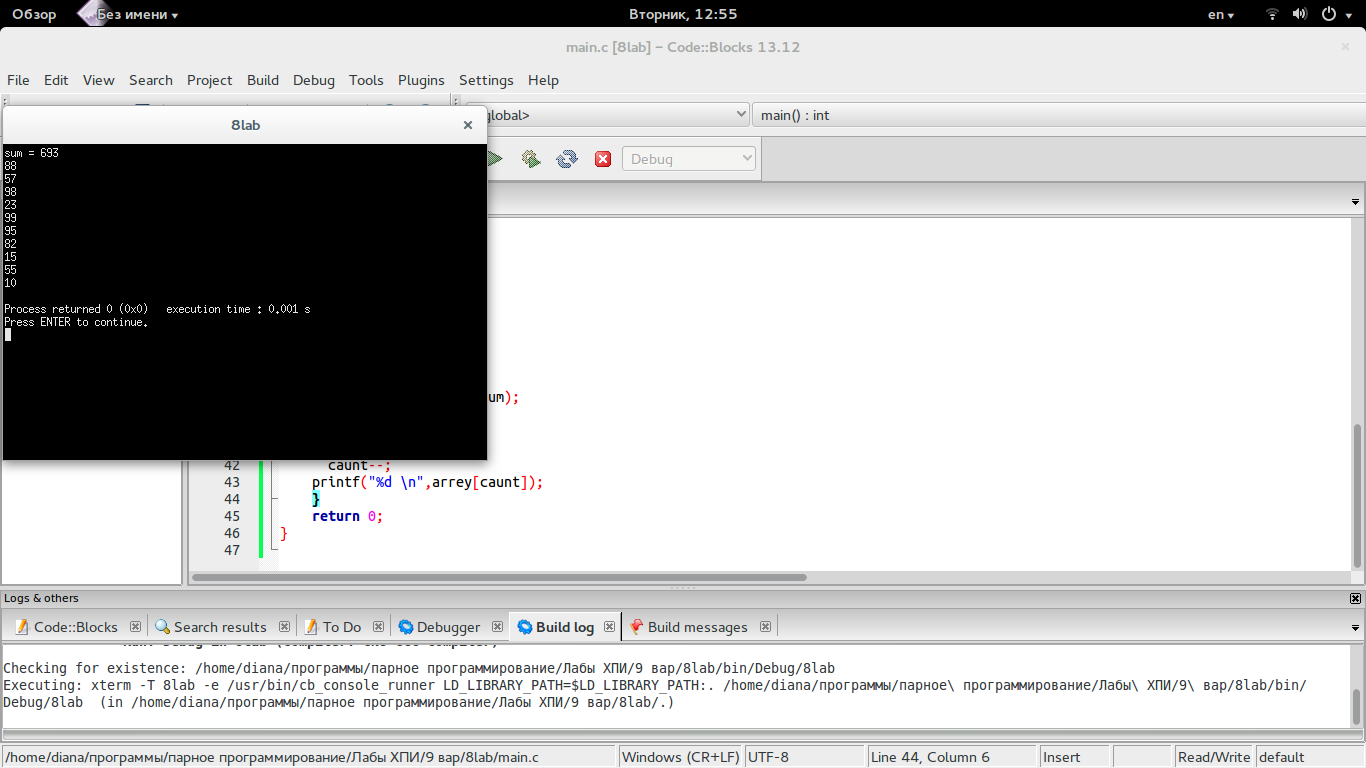 Обзор Без имени Вторник, 12:55 en
main.c [8lab] – Code::Blocks 13.12
File Edit View Search Project Build Debug Tools Plugins Settings Help
global> main() : int
8lab
Debug
sum = 693
88
57
98
23
99
95
82
15
55
10
Process returned 0 (0x0) execution time : 0.001 s
Press ENTER to continue.
um);
42 caunt--;
43 printf("%d \n",arrey[caunt]);
44 }
45 return 0;
46 }
47
Logs & others
Code::Blocks Search results To Do Debugger Build log Build messages
Checking for existence: /home/diana/программы/парное программирование/Лабы ХПИ/9 вар/8lab/bin/Debug/8lab
Executing: xterm -T 8lab -e /usr/bin/cb_console_runner LD_LIBRARY_PATH=$LD_LIBRARY_PATH:. /home/diana/программы/парное\ программирование/Лабы\ ХПИ/9\ вар/8lab/bin/
Debug/8lab (in /home/diana/программы/парное программирование/Лабы ХПИ/9 вар/8lab/.)
/home/diana/программы/парное программирование/Лабы ХПИ/9 вар/8lab/main.c Windows (CR+LF) UTF-8 Line 44, Column 6 Insert Read/Write default